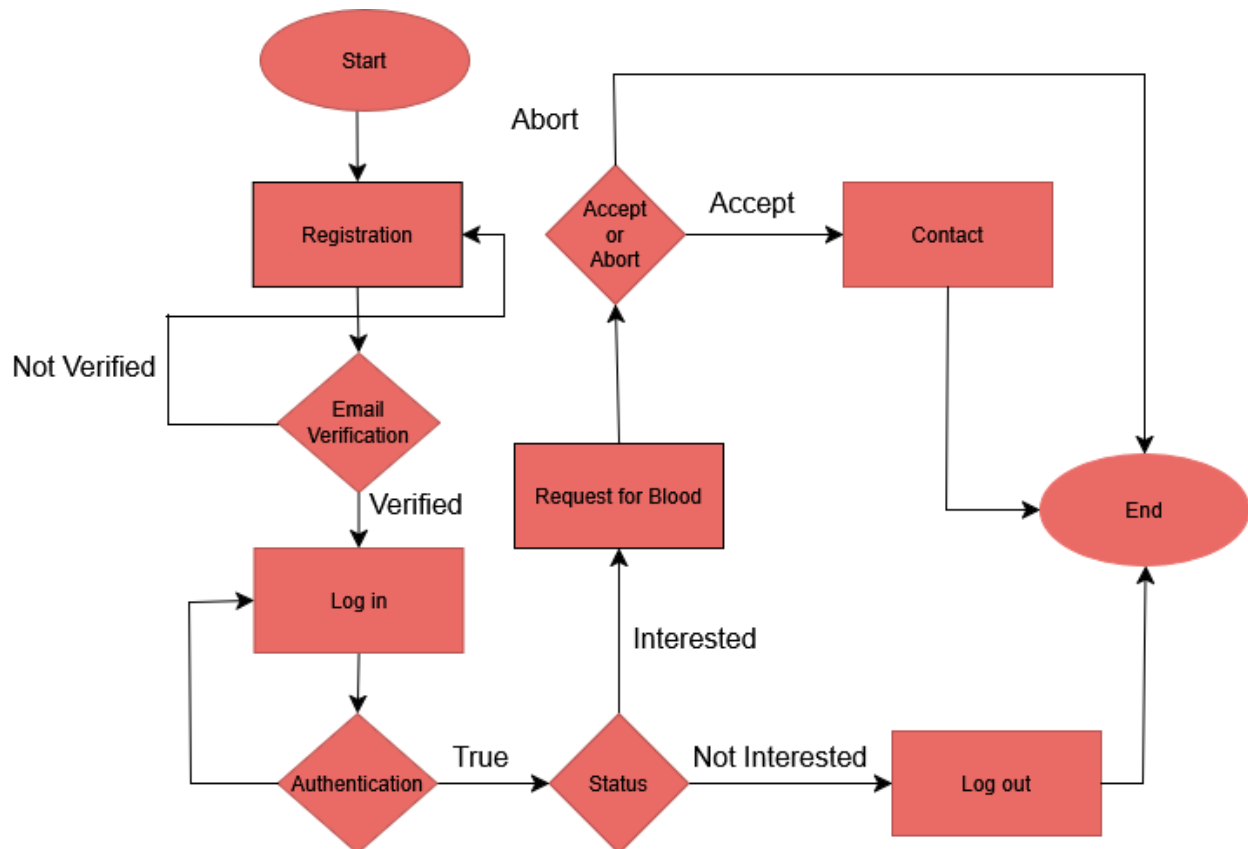 Start
Registration
Not Verified
Email
Verification
Verified
Log in
Authentication
True
Status
Interested
Not Interested
Log out
Request for Blood
Accept
or
Abort
Abort
Accept
Contact
End